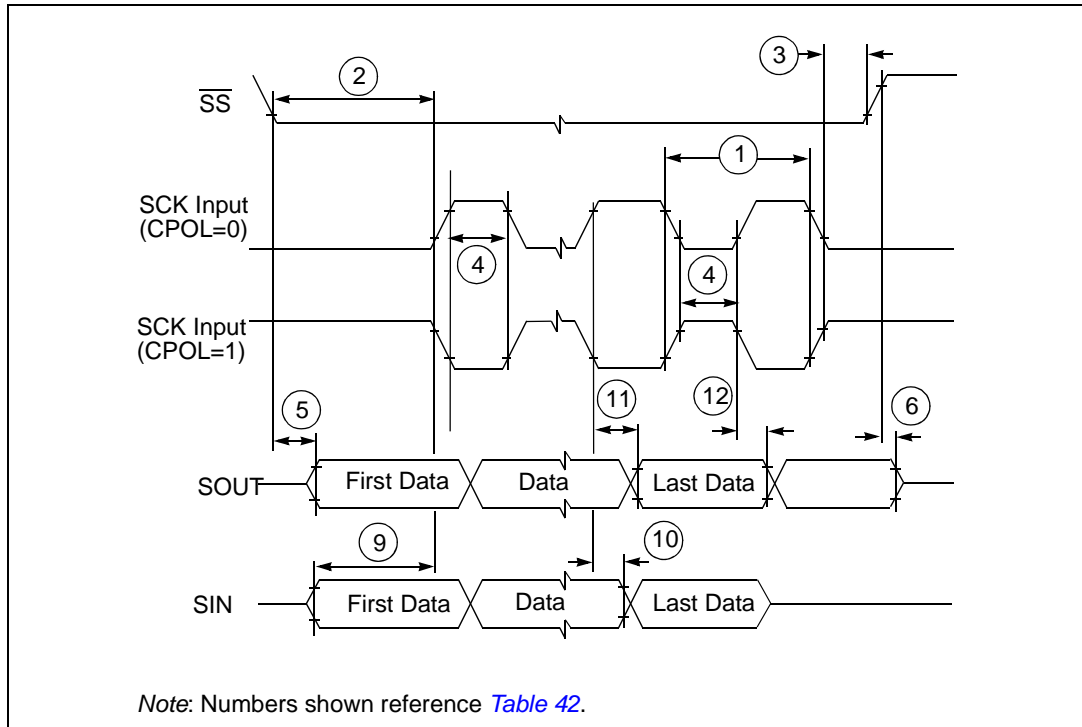 3
2
SS
1
SCK Input
(CPOL=0)
4
4
SCK Input
(CPOL=1)
11
12
5
6
SOUT
First Data
Data
Last Data
9
10
SIN
First Data
Data
Last Data
Note: Numbers shown reference Table 42.